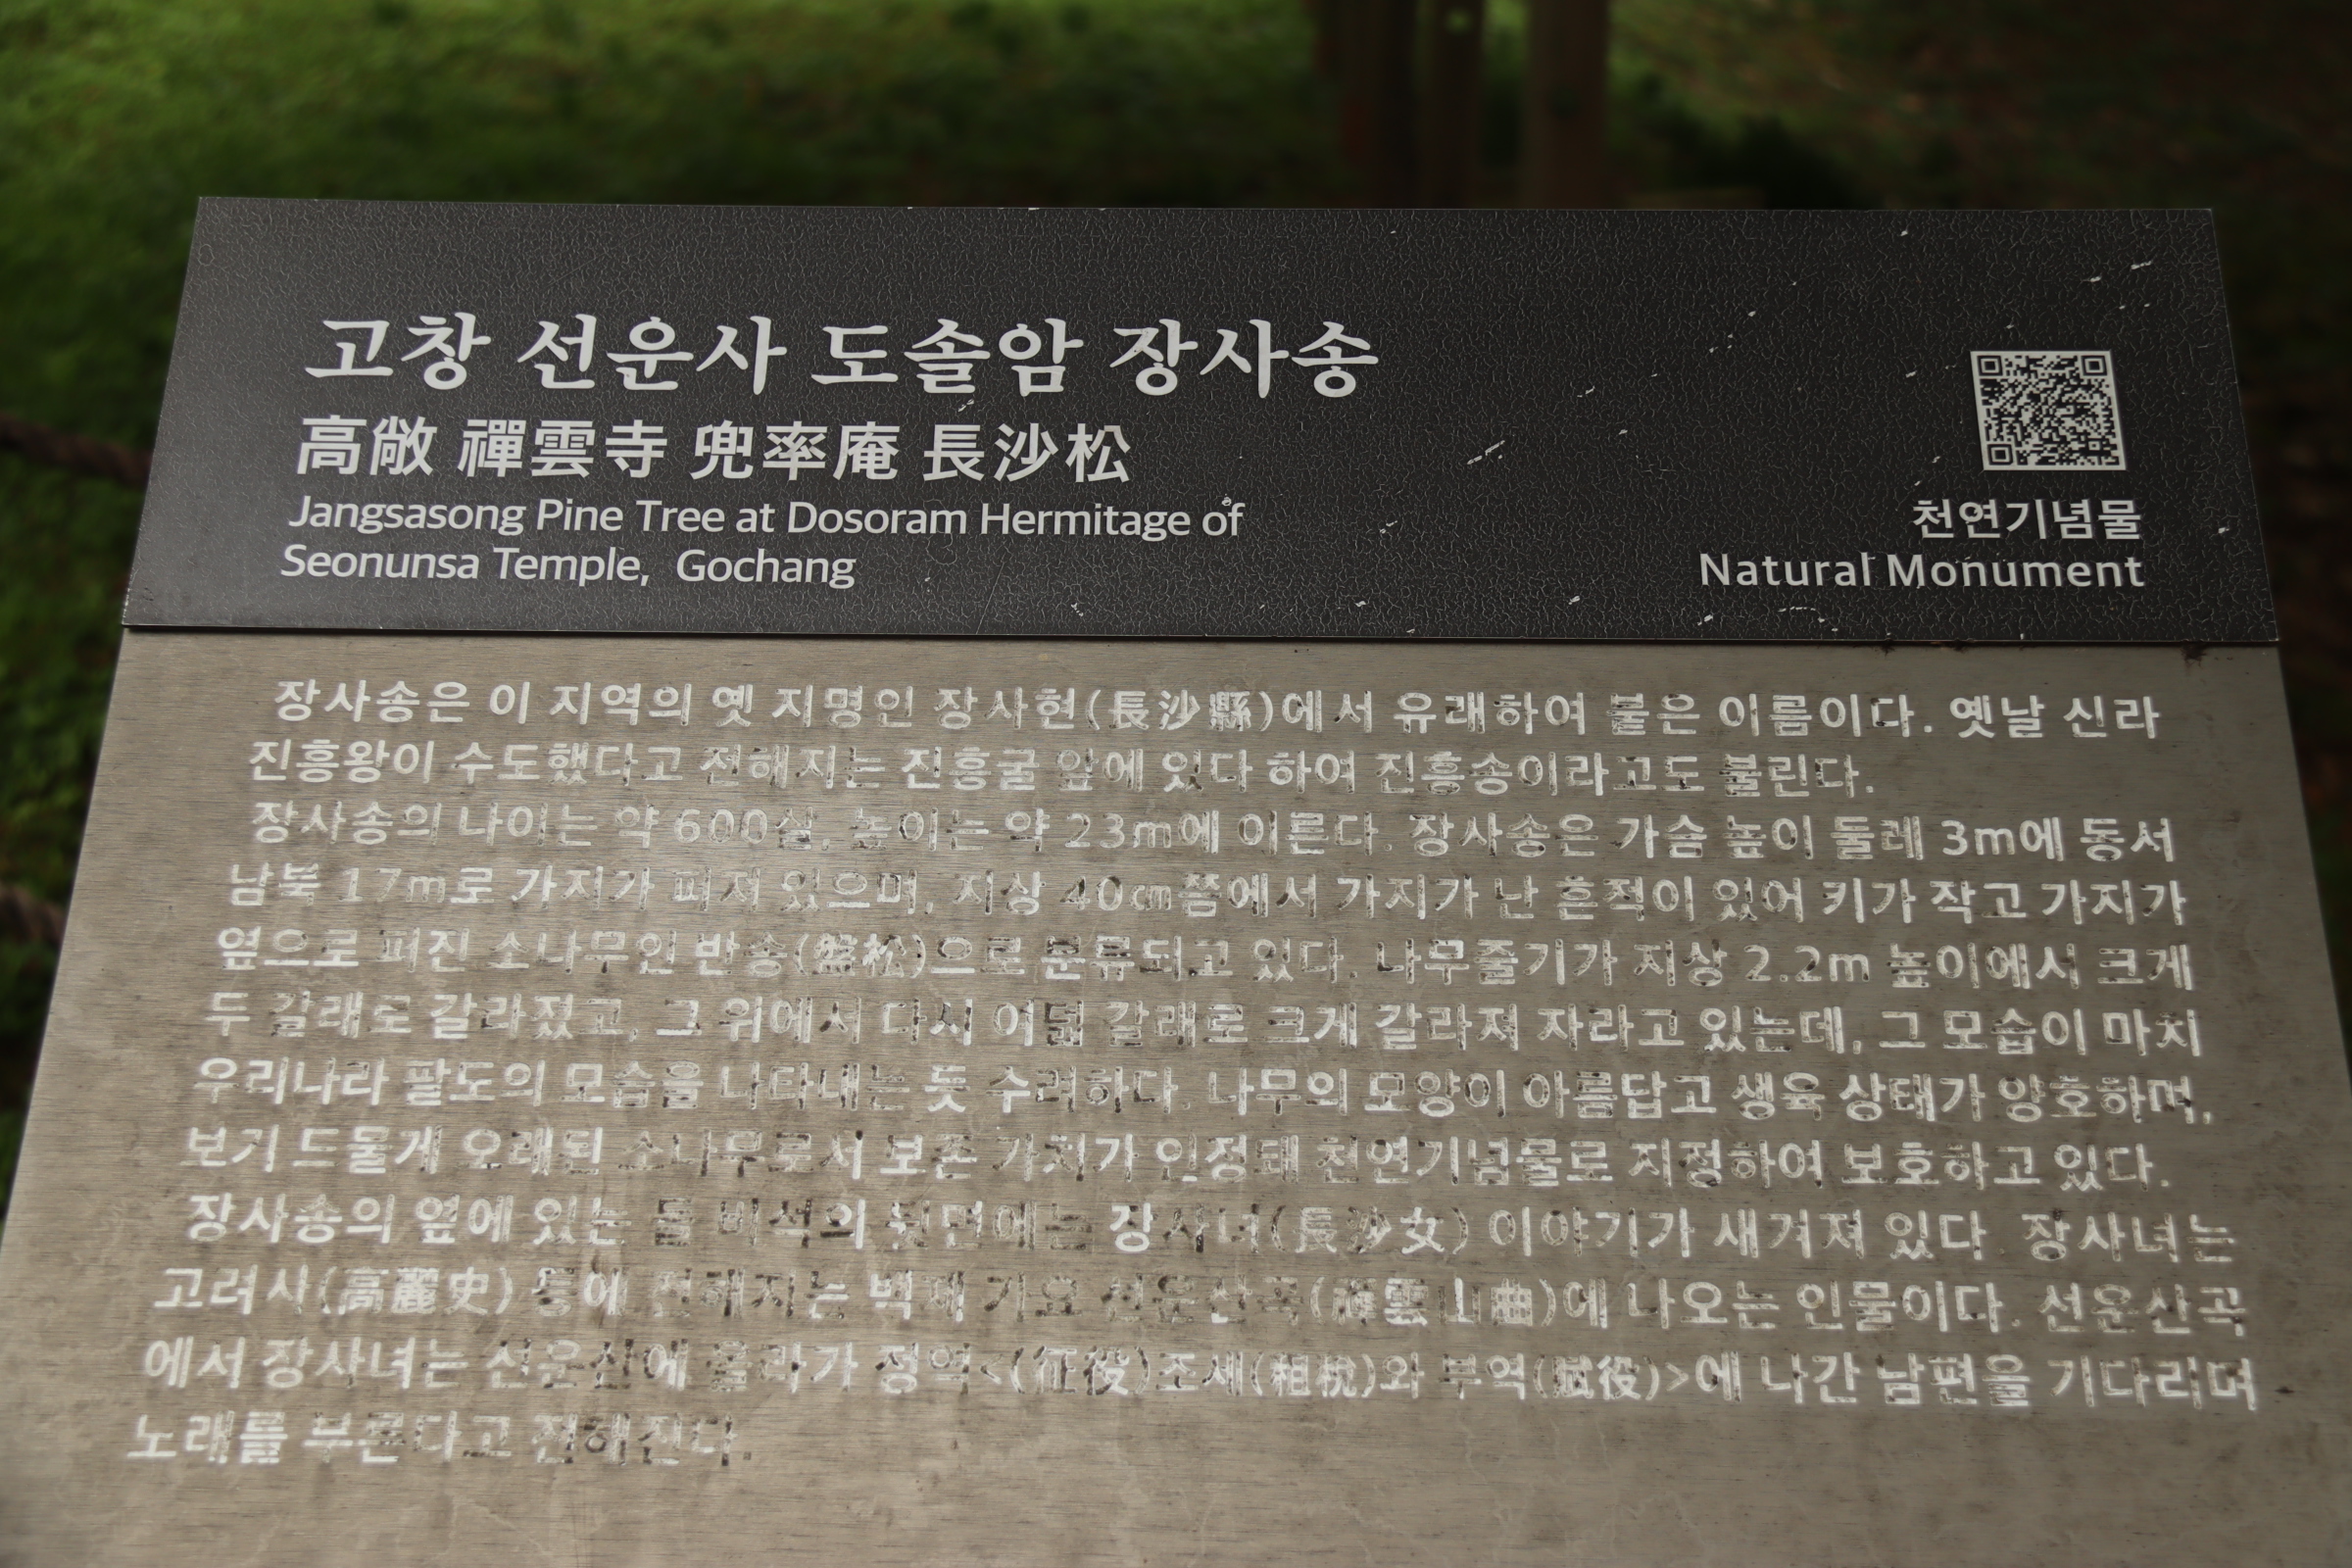 고창 선운사 도솔암 장사송
高敞 禪雲寺 兜率庵 長沙松
Jangsasong Pine Tree at Dosoram Hermitage of
Seonunsa Temple, Gochang
천연기념물
Natural Monument
장사송은 이 지역의 옛 지명인 장사현(長沙縣)에서 유래하여 붙은 이름이다. 옛날 신라
진흥왕이 수도했다고 전해지는 진흥굴 앞에 있다 하여 진흥송이라고도 불린다.
장사송의 나이는 약 600살, 높이는 약 23m에 이른다. 장사송은 가슴 높이 둘레 3m에 동서
남북 17m로 가지가 퍼져 있으며, 지상 40㎝쯤에서 가지가 난 흔적이 있어 키가 작고 가지가
옆으로 퍼진 소나무인 반송(盤松)으로 분류되고 있다. 나무줄기가 지상 2.2m 높이에서 크게
두 갈래로 갈라졌고, 그 위에서 다시 여덟 갈래로 크게 갈라져 자라고 있는데, 그 모습이 마치
우리나라 팔도의 모습을 나타내는 듯 수려하다. 나무의 모양이 아름답고 생육 상태가 양호하며,
보기 드물게 오래된 소나무로서 보존 가치가 인정돼 천연기념물로 지정하여 보호하고 있다.
장사송의 옆에 있는 돌 비석의 뒷면에는 장사녀(長沙女) 이야기가 새겨져 있다. 장사녀는
고려사(高麗史) 등에 전해지는 백제 가요 선운산곡(禪雲山曲)에 나오는 인물이다. 선운산곡
에서 장사녀는 선운산에 올라가 정역<(征役)조세(租稅)와 부역(賦役)>에 나간 남편을 기다리며
노래를 부른다고 전해진다.